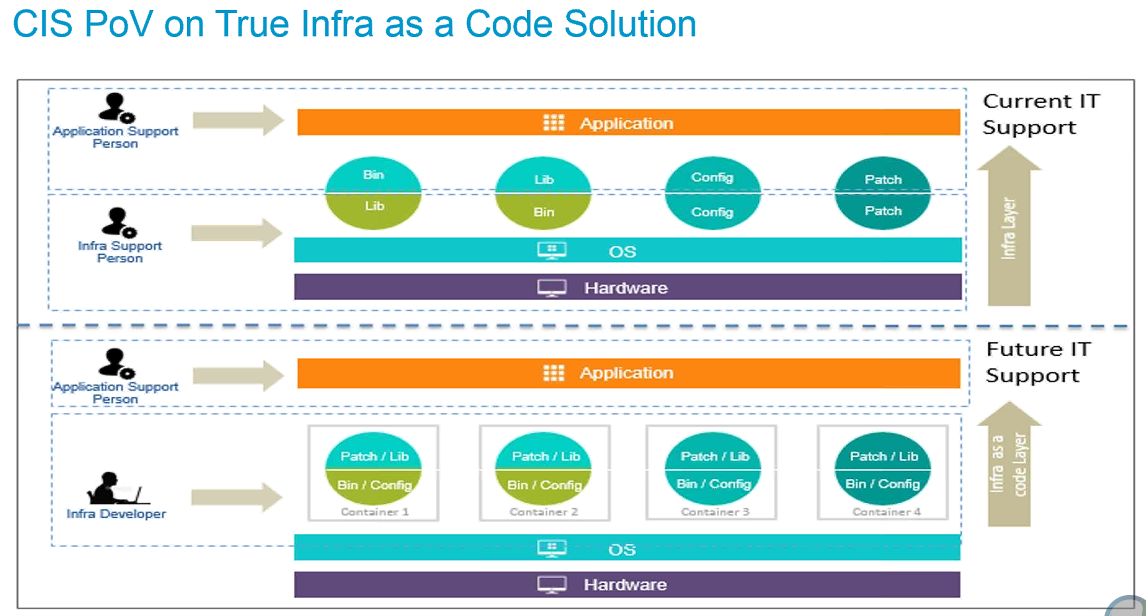 CIS PoV on True Infra as a Code Solution
Current IT
Support
Application Support
Person
Application
Bin
Lib
Lib
Bin
Config
Config
Patch
Patch
Infra Layer
Infra Support
Person
OS
Hardware
Future IT
Support
Application Support
Person
Application
Infra as a
code Layer
Patch / Lib
Bin / Config
Container 1
Patch / Lib
Bin / Config
Container 2
Patch / Lib
Bin / Config
Container 3
Patch / Lib
Bin / Config
Container 4
Infra Developer
OS
Hardware